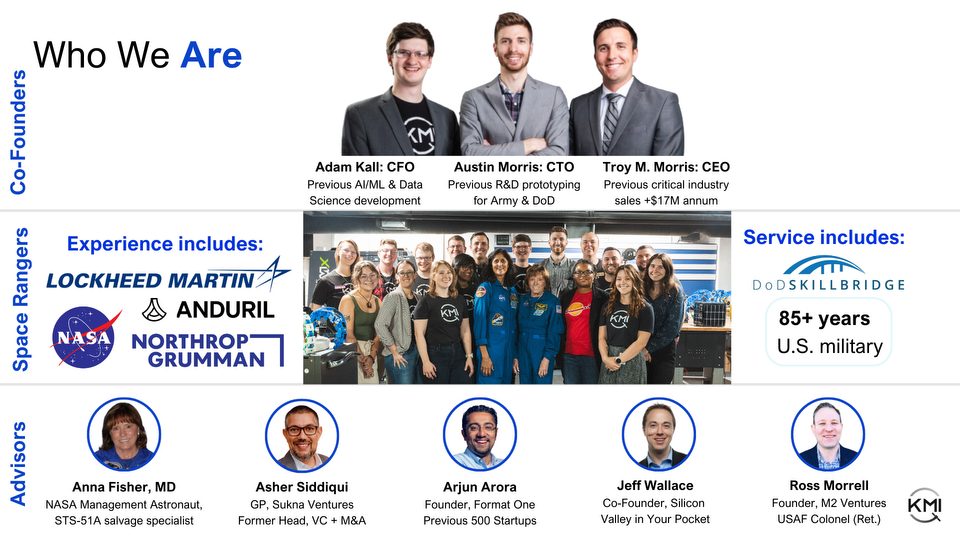 Who We Are
Co-Founders
KMI
Adam Kall: CFO
Previous AI/ML & Data
Science development
Austin Morris: CTO
Previous R&D prototyping
for Army & DoD
Troy M. Morris: CEO
Previous critical industry
sales +$17M annum
Space Rangers
Experience includes:
LOCKHEED MARTIN
NASA
ANDURIL
NORTHROP
GRUMMAN
KMI
Service includes:
DoDSKILLBRIDGE
85+ years
U.S. military
Advisors
Anna Fisher, MD
NASA Management Astronaut,
STS-51A salvage specialist
Asher Siddiqui
GP, Sukna Ventures
Former Head, VC + M&A
Arjun Arora
Founder, Format One
Previous 500 Startups
Jeff Wallace
Co-Founder, Silicon
Valley in Your Pocket
Ross Morrell
Founder, M2 Ventures
USAF Colonel (Ret.)
KMI